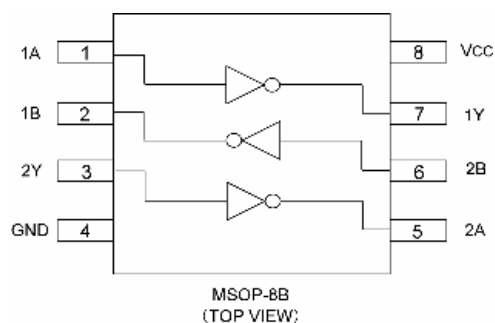 1A 1 8 VCC
1B 2 7 1Y
2Y 3 6 2B
GND 4 5 2A
MSOP-8B
(TOP VIEW)